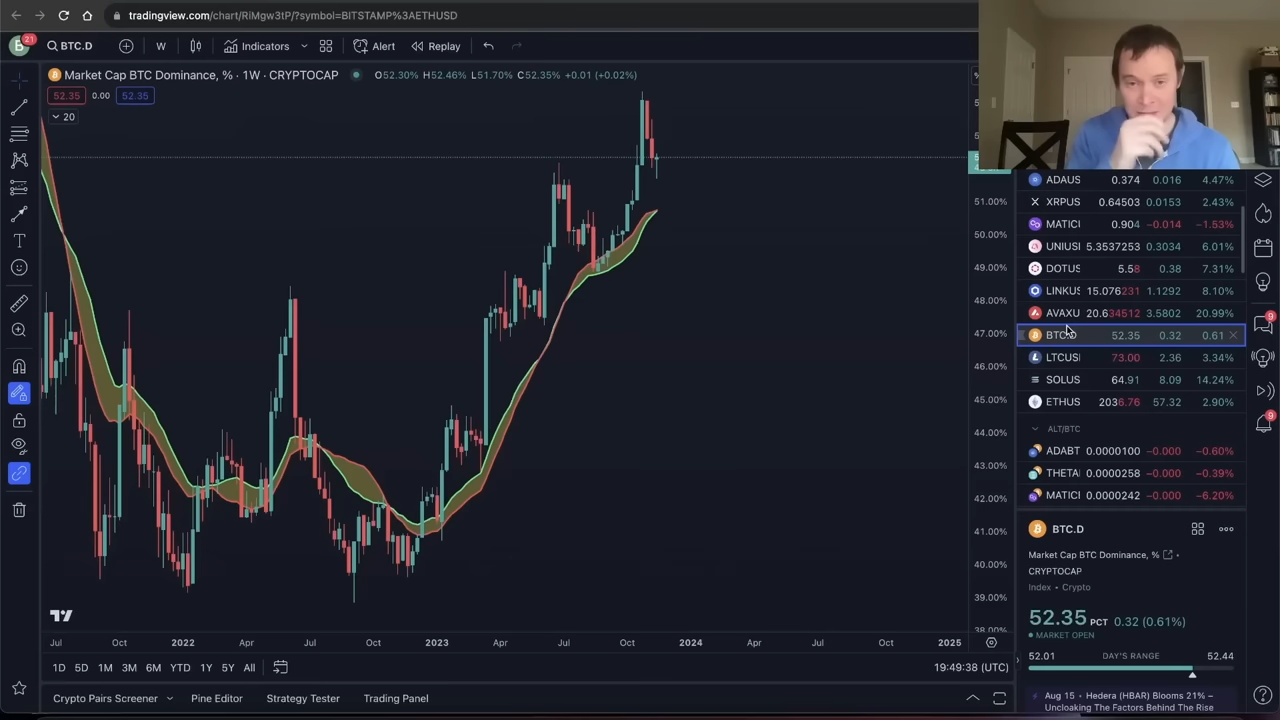 tradingview.com/chart/RiMgw3tP/?symbol=BITSTAMP%3AETHUSD
B 21 BTC.D W Indicators Alert Replay
Market Cap BTC Dominance, % · 1W · CRYPTOCAP O52.30% H52.46% L51.70% C52.35% +0.01 (+0.02%)
52.35 0.00 52.35
20
51.00%
50.00%
49.00%
48.00%
47.00%
46.00%
45.00%
44.00%
43.00%
42.00%
41.00%
40.00%
39.00%
38.00%
Jul Oct 2022 Apr Jul Oct 2023 Apr Jul Oct 2024 Apr Jul Oct 2025
1D 5D 1M 3M 6M YTD 1Y 5Y All 19:49:38 (UTC)
Crypto Pairs Screener Pine Editor Strategy Tester Trading Panel
ADAUS 0.374 0.016 4.47%
XRPUS 0.64503 0.0153 2.43%
MATICI 0.904 −0.014 −1.53%
UNIUSI 5.3537253 0.3034 6.01%
DOTUS 5.58 0.38 7.31%
LINKUS 15.076231 1.1292 8.10%
AVAXU 20.634512 3.5802 20.99%
BTC.D 52.35 0.32 0.61
LTCUSI 73.00 2.36 3.34%
SOLUS 64.91 8.09 14.24%
ETHUS 2036.76 57.32 2.90%
ALT/BTC
ADABT 0.0000100 −0.000 −0.60%
THETAI 0.0000258 −0.000 −0.39%
MATICI 0.0000242 −0.000 −6.20%
BTC.D
Market Cap BTC Dominance, % •
CRYPTOCAP
Index • Crypto
52.35 PCT 0.32 (0.61%)
MARKET OPEN
52.01 DAY'S RANGE 52.44
Aug 15 • Hedera (HBAR) Blooms 21% –
Uncloaking The Factors Behind The Rise
9
9